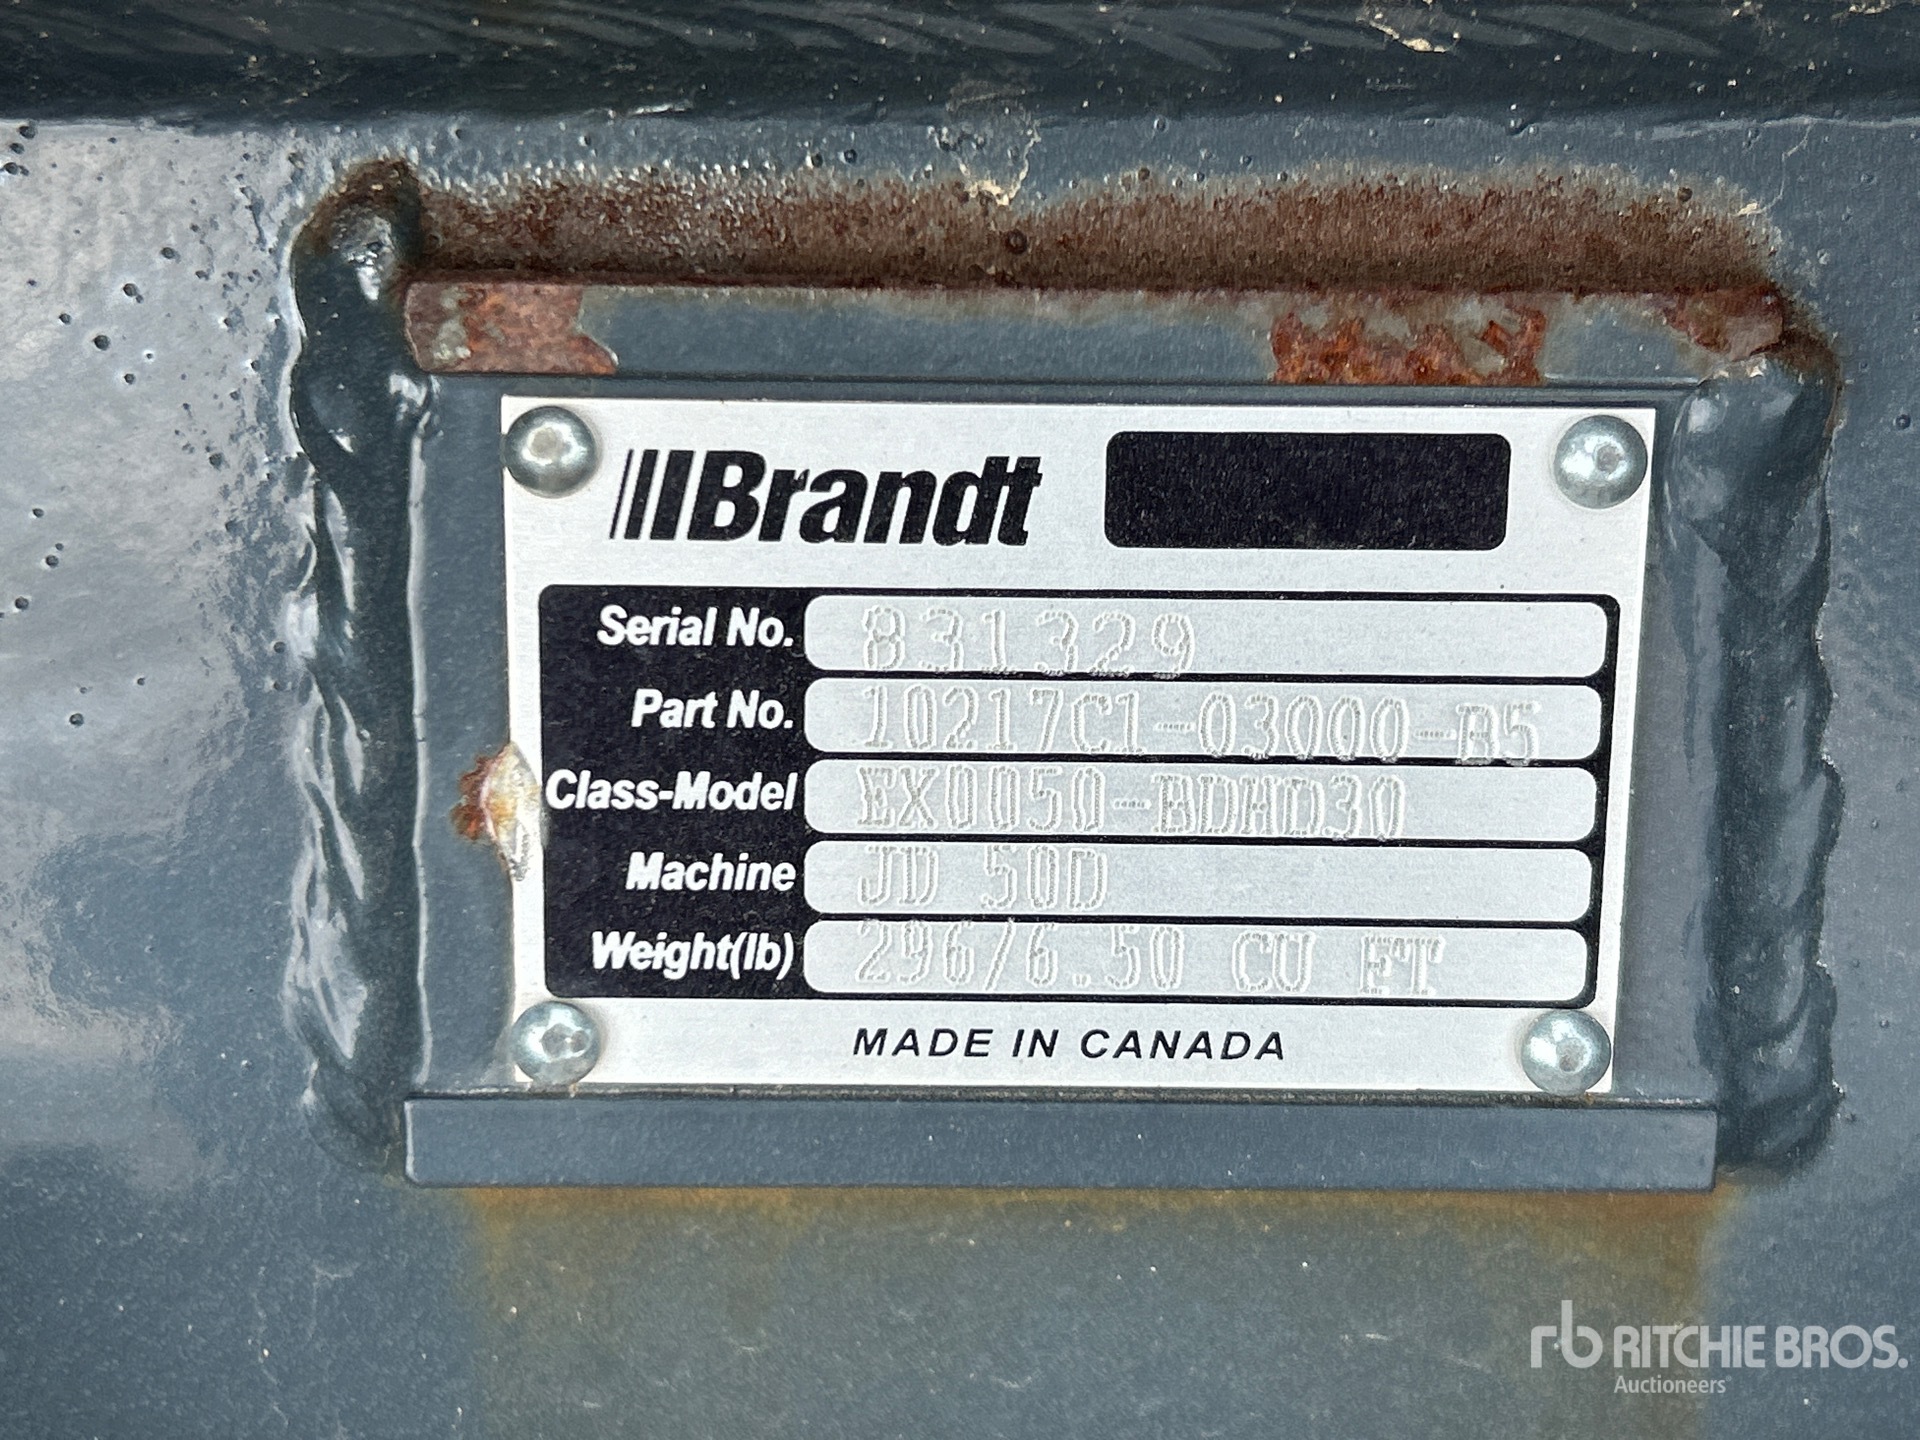 Brandt
Serial No. 831329
Part No. 10217C1-03000-B5
Class-Model EX0050-BDHD30
Machine JD 50D
Weight(lb) 296/6.50 CU FT
MADE IN CANADA
rb RITCHIE BROS.
Auctioneers